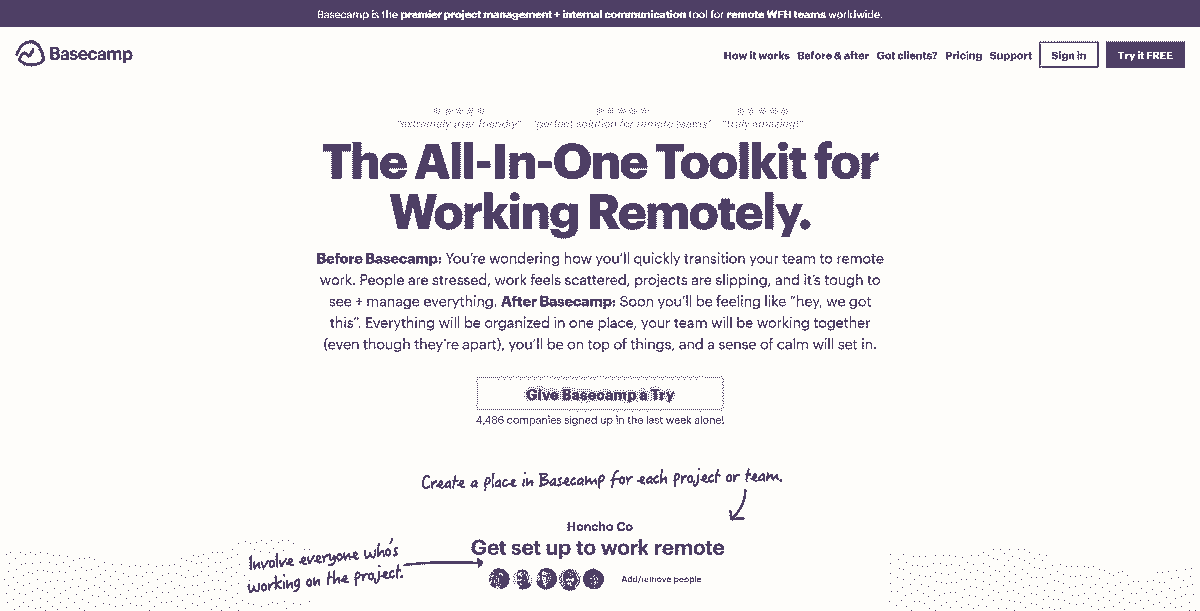 Basecamp is the premier project management + internal communication tool for remote WFH teams worldwide.
Basecamp
How it works Before & after Got clients? Pricing Support Sign in Try it FREE
"extremely user friendly" "perfect solution for remote teams" "truly amazing!"
The All-In-One Toolkit for
Working Remotely.
Before Basecamp: You're wondering how you'll quickly transition your team to remote
work. People are stressed, work feels scattered, projects are slipping, and it's tough to
see + manage everything. After Basecamp: Soon you'll be feeling like "hey, we got
this". Everything will be organized in one place, your team will be working together
(even though they're apart), you'll be on top of things, and a sense of calm will set in.
Give Basecamp a Try
4,486 companies signed up in the last week alone!
Create a place in Basecamp for each project or team.
Honcho Co
Get set up to work remote
Involve everyone who's
working on the project.
Add/remove people